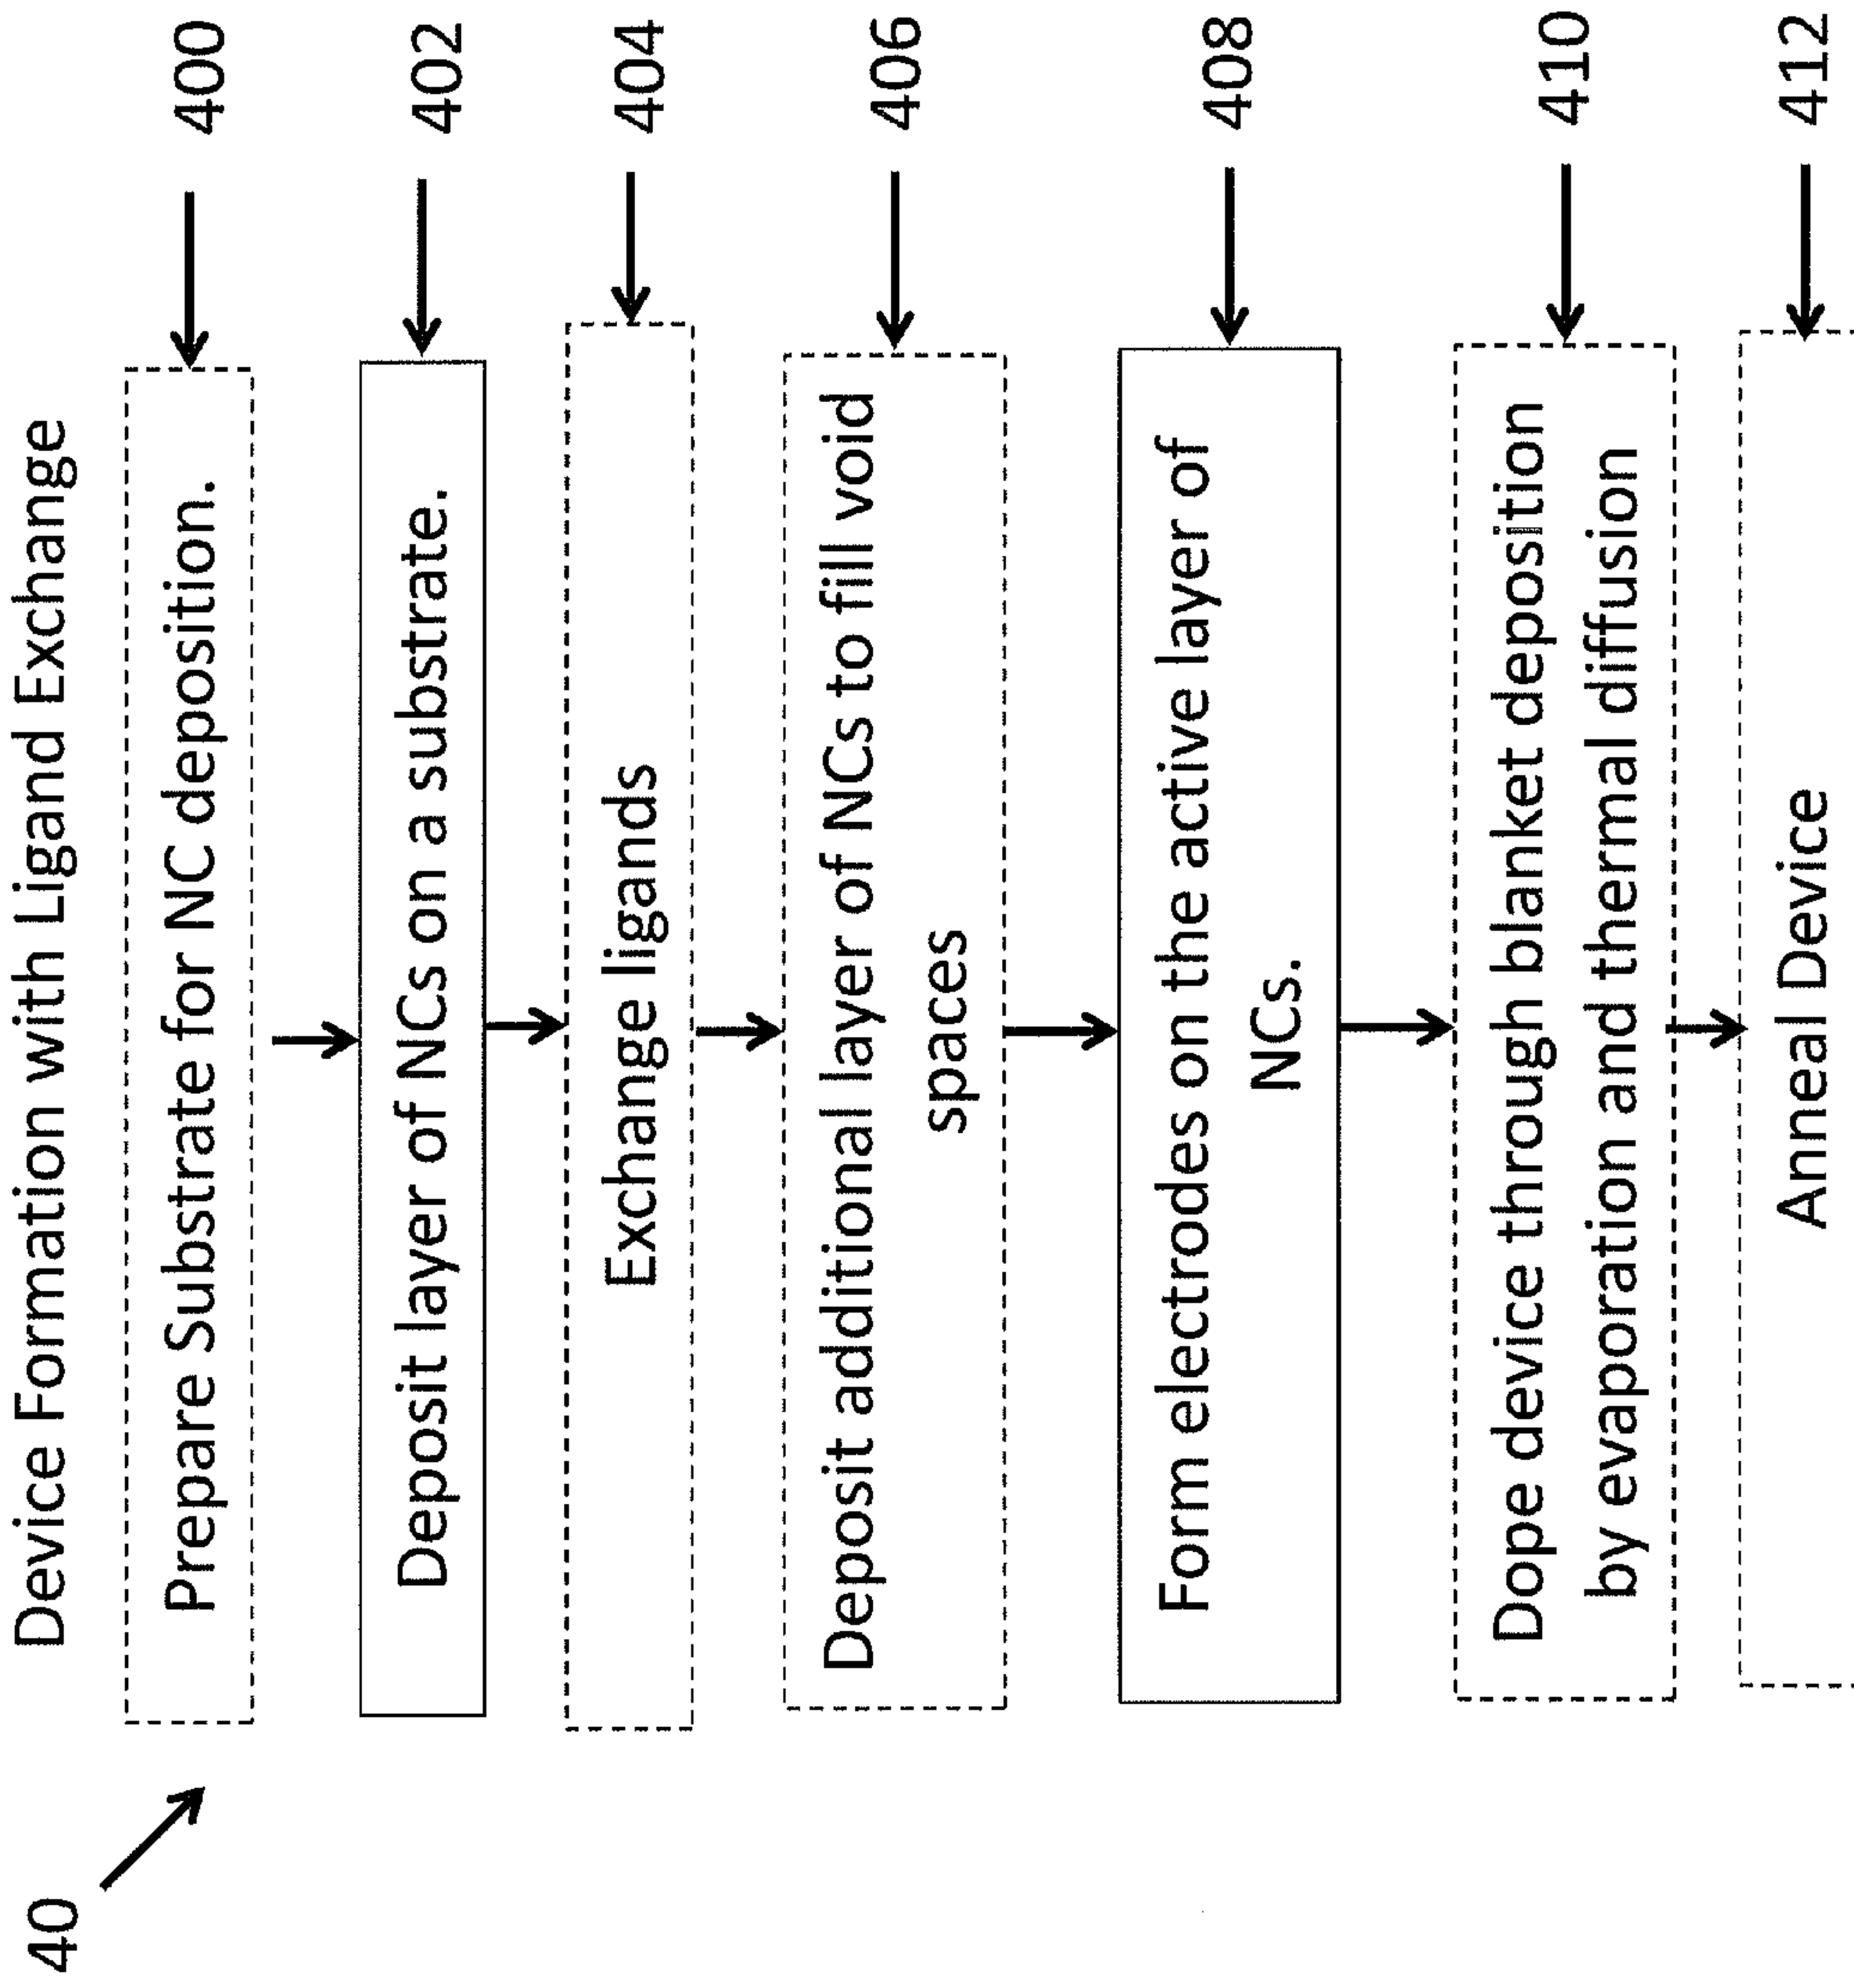 40
Device Formation with Ligand Exchange
Prepare Substrate for NC deposition.
400
Deposit layer of NCs on a substrate.
402
Exchange ligands
404
Deposit additional layer of NCs to fill void
spaces
406
Form electrodes on the active layer of
NCs.
408
Dope device through blanket deposition
by evaporation and thermal diffusion
410
Anneal Device
412